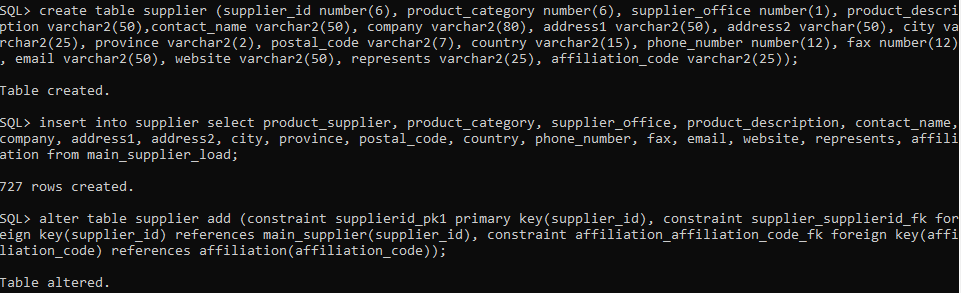 SQL> create table supplier (supplier_id number(6), product_category number(6), supplier_office number(1), product_descri
ption varchar2(50),contact_name varchar2(50), company varchar2(80), address1 varchar2(50), address2 varchar(50), city va
rchar2(25), province varchar2(2), postal_code varchar2(7), country varchar2(15), phone_number number(12), fax number(12)
, email varchar2(50), website varchar2(50), represents varchar2(25), affiliation_code varchar2(25));
Table created.
SQL> insert into supplier select product_supplier, product_category, supplier_office, product_description, contact_name,
company, address1, address2, city, province, postal_code, country, phone_number, fax, email, website, represents, affili
ation from main_supplier_load;
727 rows created.
SQL> alter table supplier add (constraint supplierid_pk1 primary key(supplier_id), constraint supplier_supplierid_fk for
eign key(supplier_id) references main_supplier(supplier_id), constraint affiliation_affiliation_code_fk foreign key(affi
liation_code) references affiliation(affiliation_code));
Table altered.